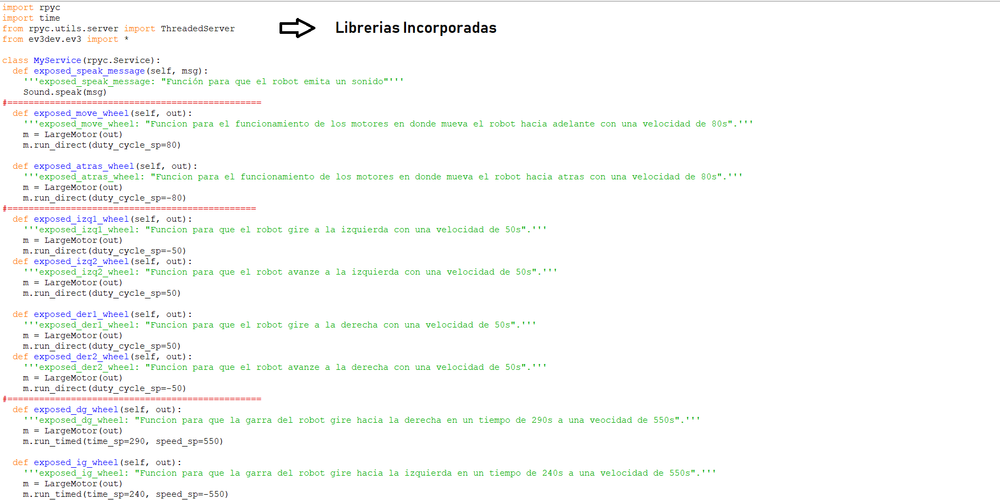 import rpyc
import time
from rpyc.utils.server import ThreadedServer
from ev3dev.ev3 import *
Librerias Incorporadas
class MyService(rpyc.Service):
  def exposed_speak_message(self, msg):
    '''exposed_speak_message: "Función para que el robot emita un sonido"'''
    Sound.speak(msg)
#================================================
  def exposed_move_wheel(self, out):
    '''exposed_move_wheel: "Funcion para el funcionamiento de los motores en donde mueva el robot hacia adelante con una velocidad de 80s".'''
    m = LargeMotor(out)
    m.run_direct(duty_cycle_sp=80)
  def exposed_atras_wheel(self, out):
    '''exposed_atras_wheel: "Funcion para el funcionamiento de los motores en donde mueva el robot hacia atras con una velocidad de 80s".'''
    m = LargeMotor(out)
    m.run_direct(duty_cycle_sp=-80)
#===============================================
  def exposed_izq1_wheel(self, out):
    '''exposed_izq1_wheel: "Funcion para que el robot gire a la izquierda con una velocidad de 50s".'''
    m = LargeMotor(out)
    m.run_direct(duty_cycle_sp=-50)
  def exposed_izq2_wheel(self, out):
    '''exposed_izq2_wheel: "Funcion para que el robot avanze a la izquierda con una velocidad de 50s".'''
    m = LargeMotor(out)
    m.run_direct(duty_cycle_sp=50)
  def exposed_der1_wheel(self, out):
    '''exposed_der1_wheel: "Funcion para que el robot gire a la derecha con una velocidad de 50s".'''
    m = LargeMotor(out)
    m.run_direct(duty_cycle_sp=50)
  def exposed_der2_wheel(self, out):
    '''exposed_der2_wheel: "Funcion para que el robot avanze a la derecha con una velocidad de 50s".'''
    m = LargeMotor(out)
    m.run_direct(duty_cycle_sp=-50)
#================================================
  def exposed_dg_wheel(self, out):
    '''exposed_dg_wheel: "Funcion para que la garra del robot gire hacia la derecha en un tiempo de 290s a una veocidad de 550s".'''
    m = LargeMotor(out)
    m.run_timed(time_sp=290, speed_sp=550)
  def exposed_ig_wheel(self, out):
    '''exposed_ig_wheel: "Funcion para que la garra del robot gire hacia la izquierda en un tiempo de 240s a una velocidad de 550s".'''
    m = LargeMotor(out)
    m.run_timed(time_sp=240, speed_sp=-550)